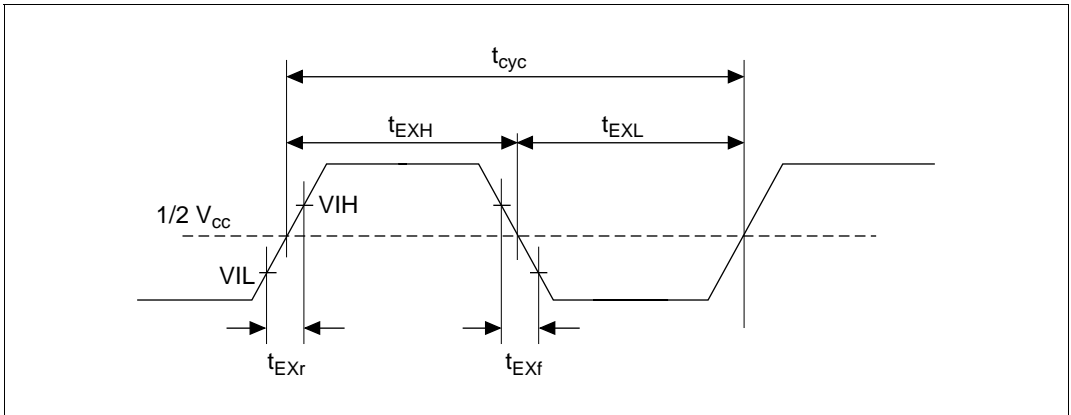 tcyc
tEXH
tEXL
VIH
1/2 Vcc
VIL
tEXr
tEXf